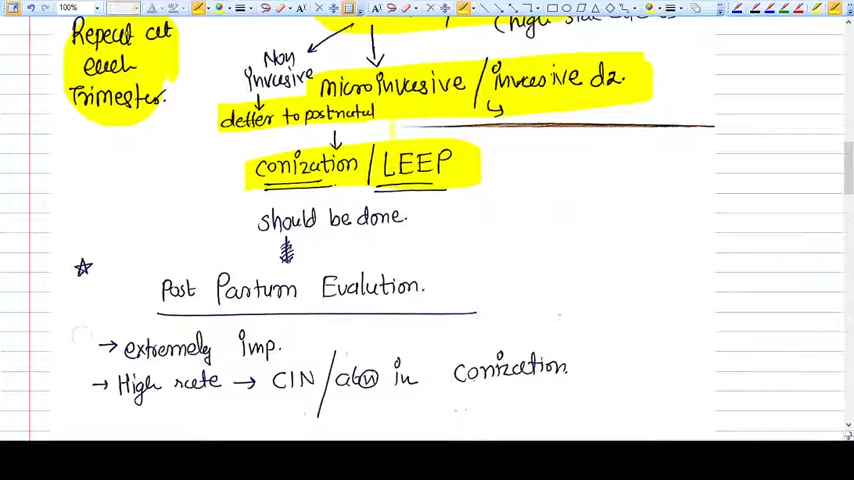 100%
(high
Repeat at
each
Trimester.
Non
invasive
microinvasive / invasive dz.
deffer to postnatal
conization / LEEP
should be done.
Post Partum Evalution.
→ extremely imp.
→ High rate → CIN / abn in conization.